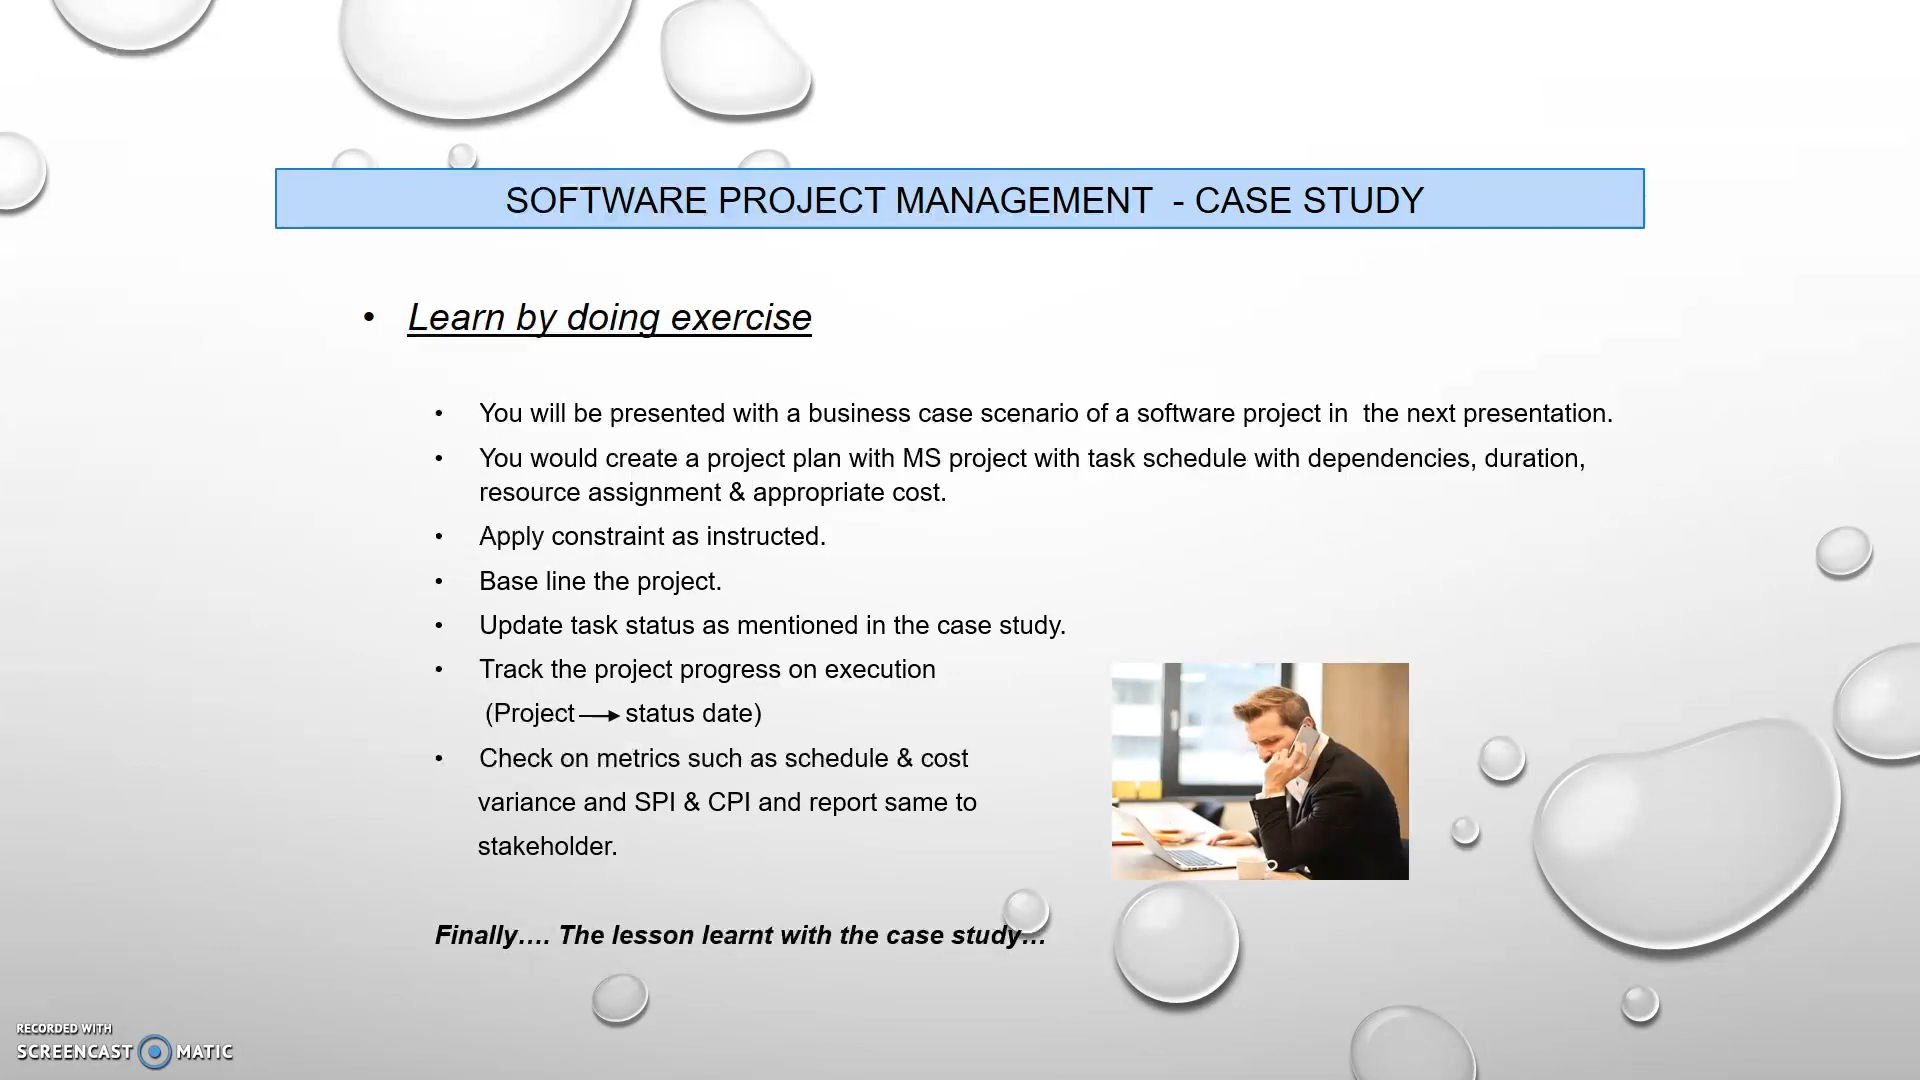 SOFTWARE PROJECT MANAGEMENT - CASE STUDY
• Learn by doing exercise
• You will be presented with a business case scenario of a software project in the next presentation.
• You would create a project plan with MS project with task schedule with dependencies, duration,
resource assignment & appropriate cost.
• Apply constraint as instructed.
• Base line the project.
• Update task status as mentioned in the case study.
• Track the project progress on execution
(Project → status date)
• Check on metrics such as schedule & cost
variance and SPI & CPI and report same to
stakeholder.
Finally…. The lesson learnt with the case study…
RECORDED WITH
SCREENCAST MATIC